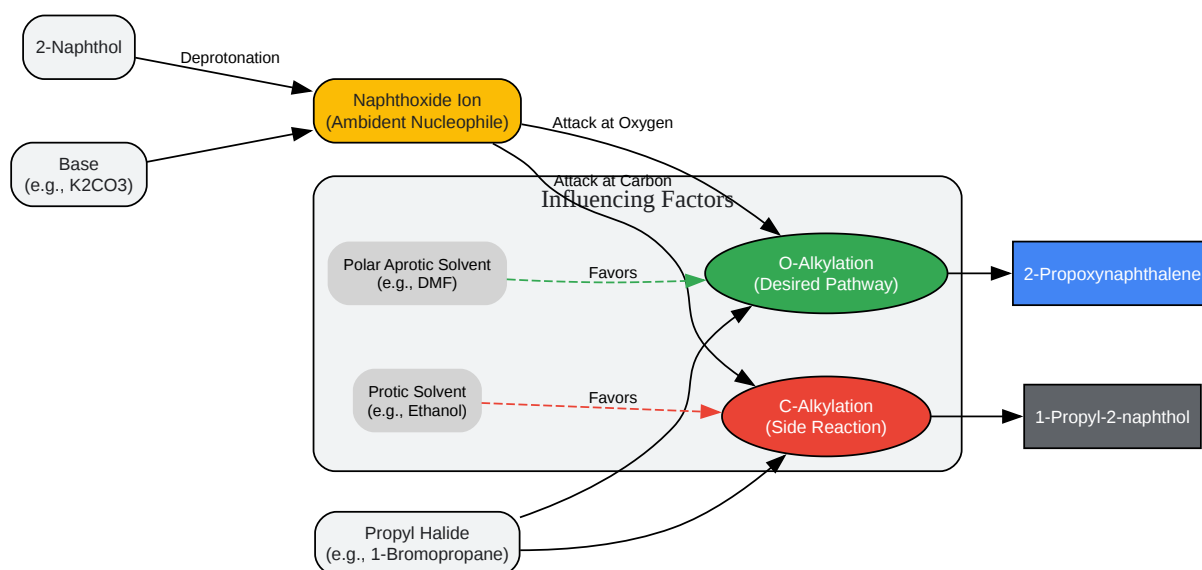 2-Naphthol
Deprotonation
Base
(e.g., K2CO3)
Naphthoxide Ion
(Ambident Nucleophile)
Attack at Oxygen
Attack at Carbon
Influencing Factors
Polar Aprotic Solvent
(e.g., DMF)
Favors
O-Alkylation
(Desired Pathway)
2-Propoxynaphthalene
Protic Solvent
(e.g., Ethanol)
Favors
C-Alkylation
(Side Reaction)
1-Propyl-2-naphthol
Propyl Halide
(e.g., 1-Bromopropane)